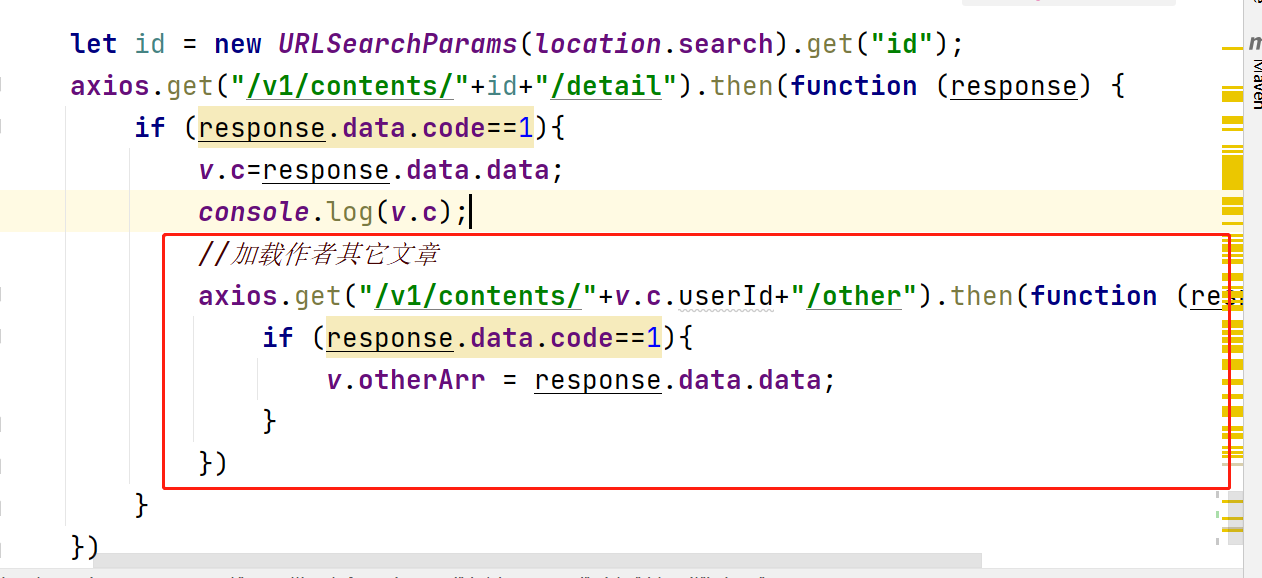 let id = new URLSearchParams(location.search).get("id");
axios.get("/v1/contents/"+id+"/detail").then(function (response) {
if (response.data.code==1){
v.c=response.data.data;
console.log(v.c);
//加载作者其它文章
axios.get("/v1/contents/"+v.c.userId+"/other").then(function (res
if (response.data.code==1){
v.otherArr = response.data.data;
}
})
}
})
Maven